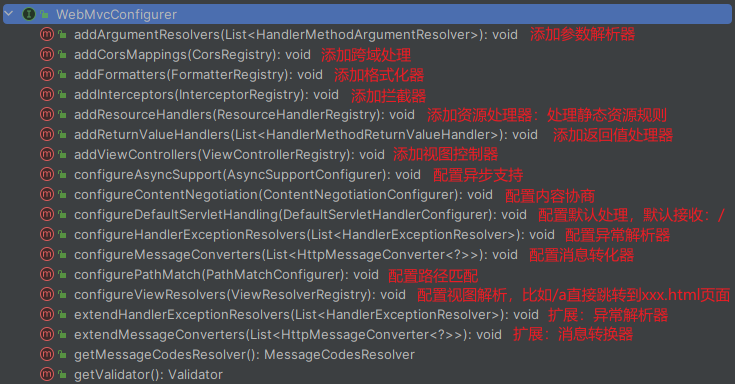 WebMvcConfigurer
addArgumentResolvers(List<HandlerMethodArgumentResolver>): void 添加参数解析器
addCorsMappings(CorsRegistry): void 添加跨域处理
addFormatters(FormatterRegistry): void 添加格式化器
addInterceptors(InterceptorRegistry): void 添加拦截器
addResourceHandlers(ResourceHandlerRegistry): void 添加资源处理器：处理静态资源规则
addReturnValueHandlers(List<HandlerMethodReturnValueHandler>): void 添加返回值处理器
addViewControllers(ViewControllerRegistry): void 添加视图控制器
configureAsyncSupport(AsyncSupportConfigurer): void 配置异步支持
configureContentNegotiation(ContentNegotiationConfigurer): void 配置内容协商
configureDefaultServletHandling(DefaultServletHandlerConfigurer): void 配置默认处理，默认接收：/
configureHandlerExceptionResolvers(List<HandlerExceptionResolver>): void 配置异常解析器
configureMessageConverters(List<HttpMessageConverter<?>>): void 配置消息转化器
configurePathMatch(PathMatchConfigurer): void 配置路径匹配
configureViewResolvers(ViewResolverRegistry): void 配置视图解析，比如/a直接跳转到xxx.html页面
extendHandlerExceptionResolvers(List<HandlerExceptionResolver>): void 扩展：异常解析器
extendMessageConverters(List<HttpMessageConverter<?>>): void 扩展：消息转换器
getMessageCodesResolver(): MessageCodesResolver
getValidator(): Validator